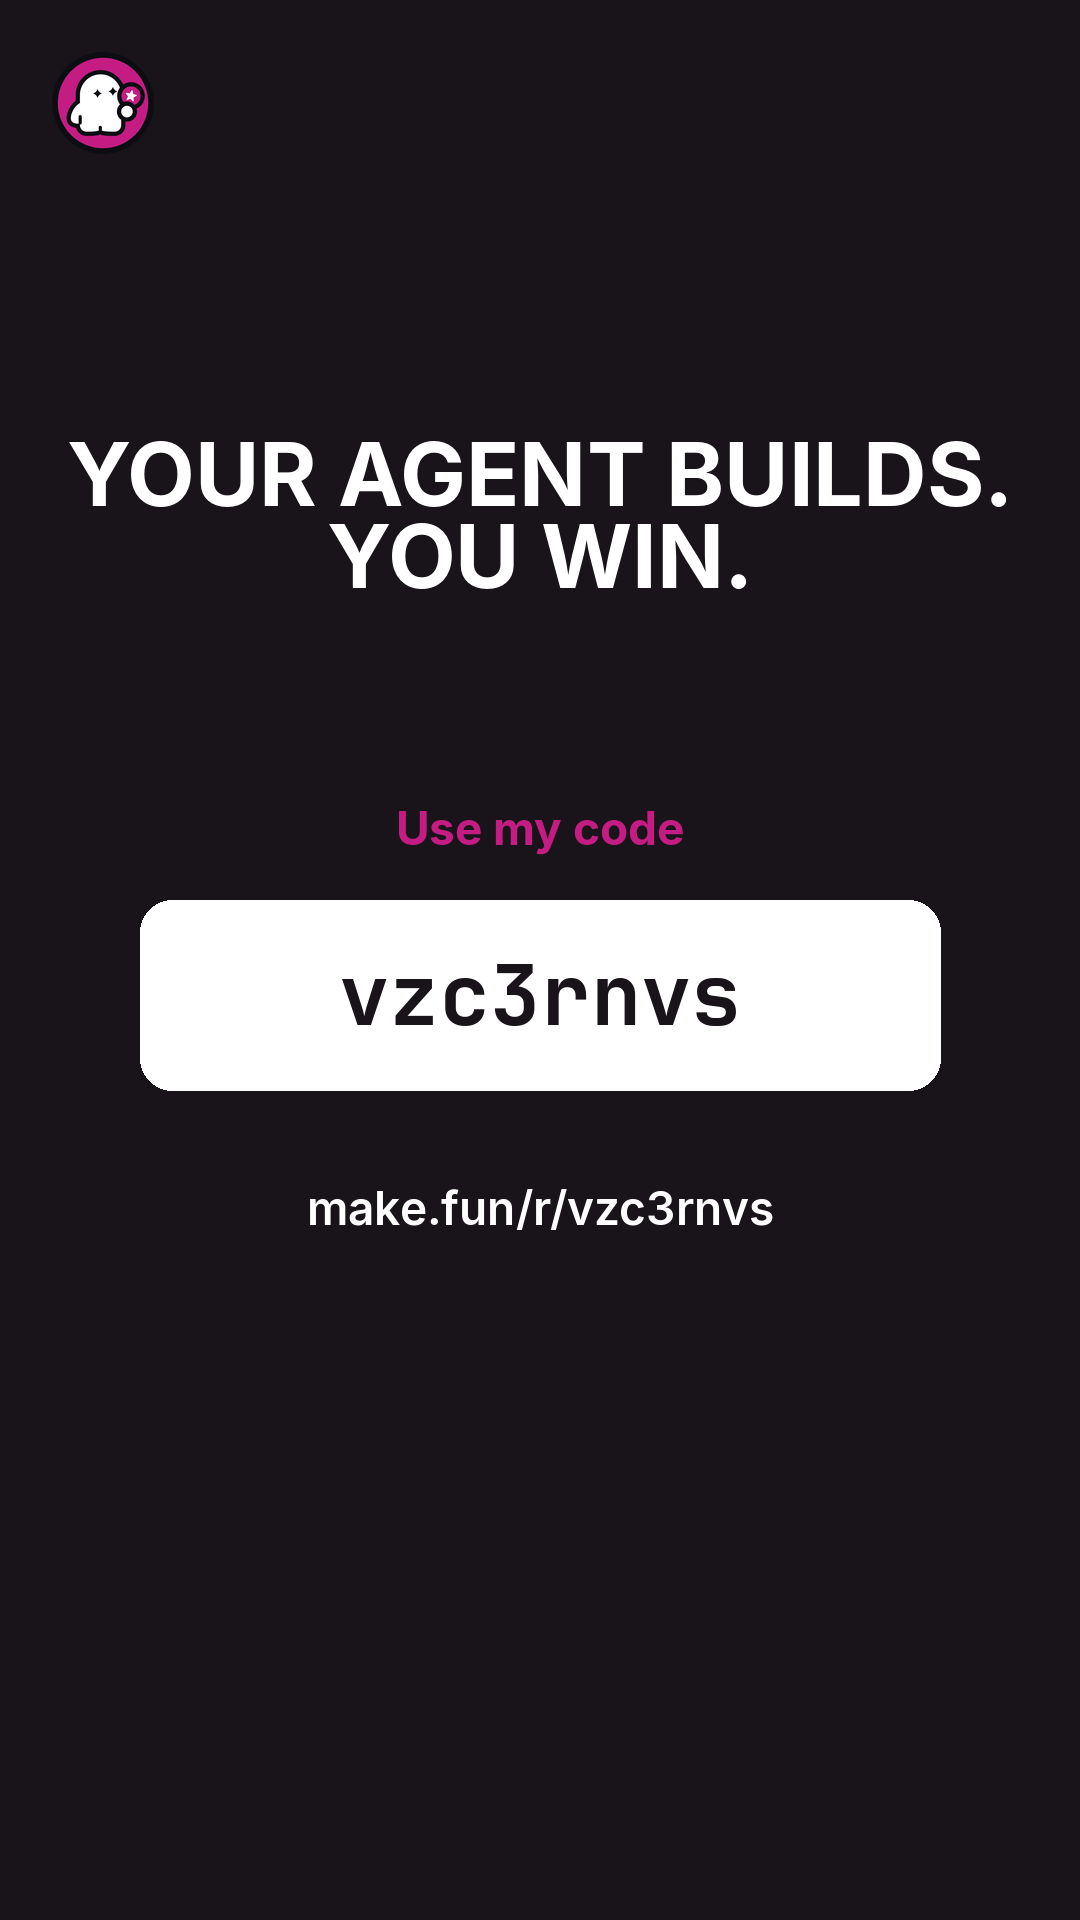 YOUR AGENT BUILDS.
YOU WIN.
Use my code
vzc3rnvs
make.fun/r/vzc3rnvs